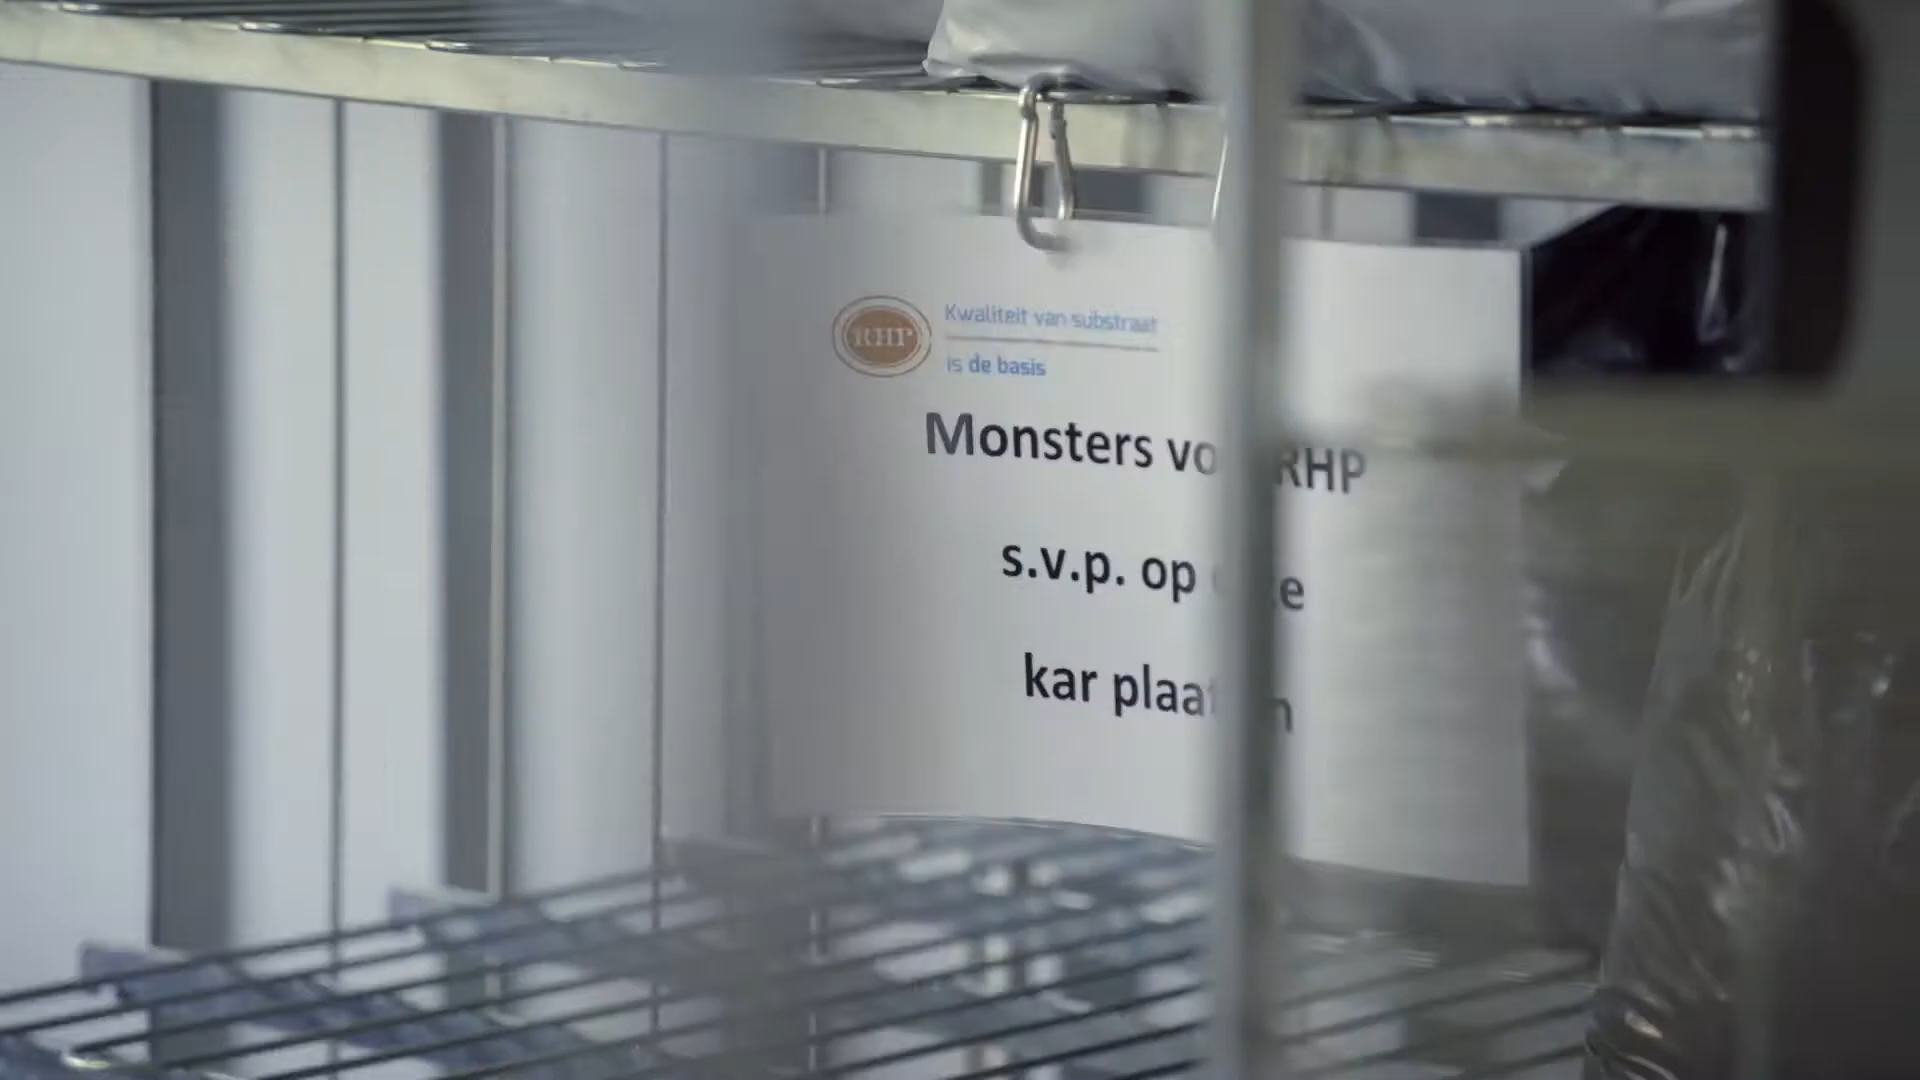 RHP
Kwaliteit van substraat
is de basis
Monsters vo RHP
s.v.p. op e
kar plaat n